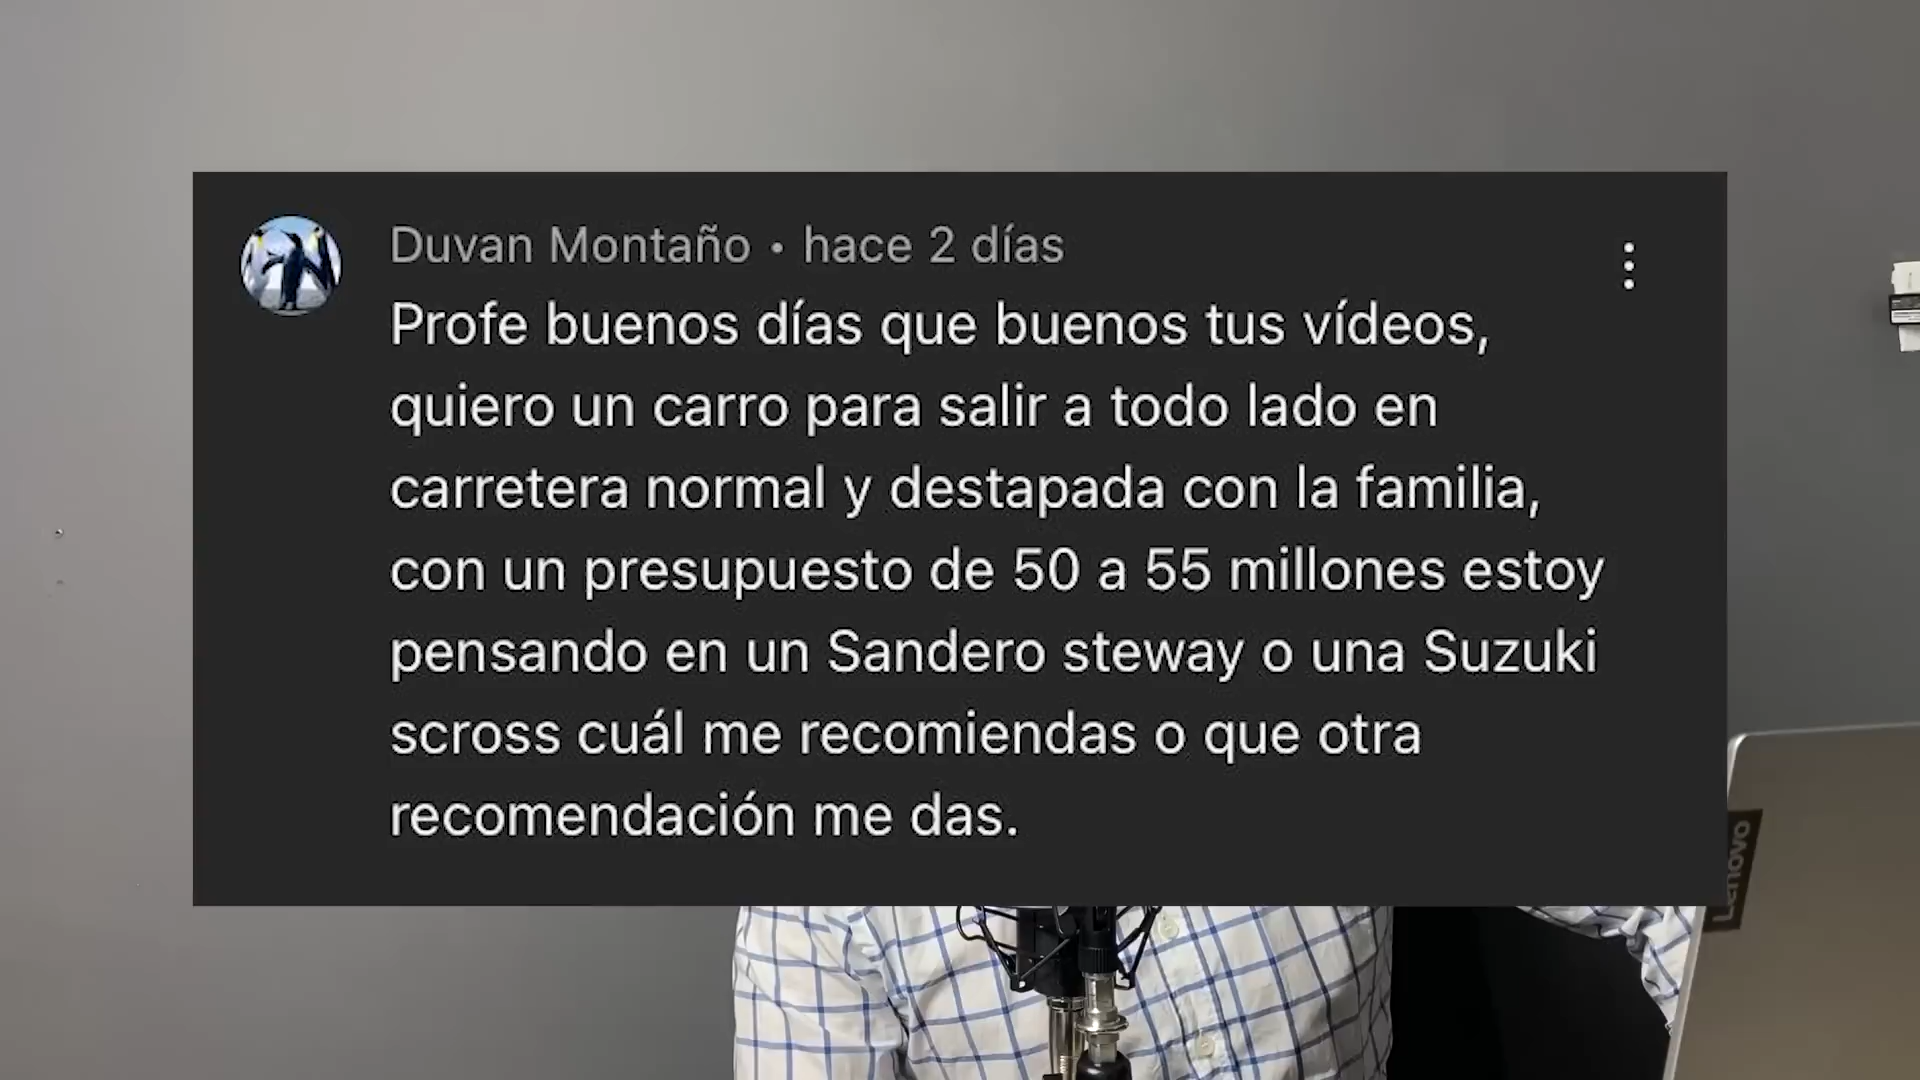 Duvan Montaño • hace 2 días
Profe buenos días que buenos tus vídeos,
quiero un carro para salir a todo lado en
carretera normal y destapada con la familia,
con un presupuesto de 50 a 55 millones estoy
pensando en un Sandero steway o una Suzuki
scross cuál me recomiendas o que otra
recomendación me das.
Lenovo